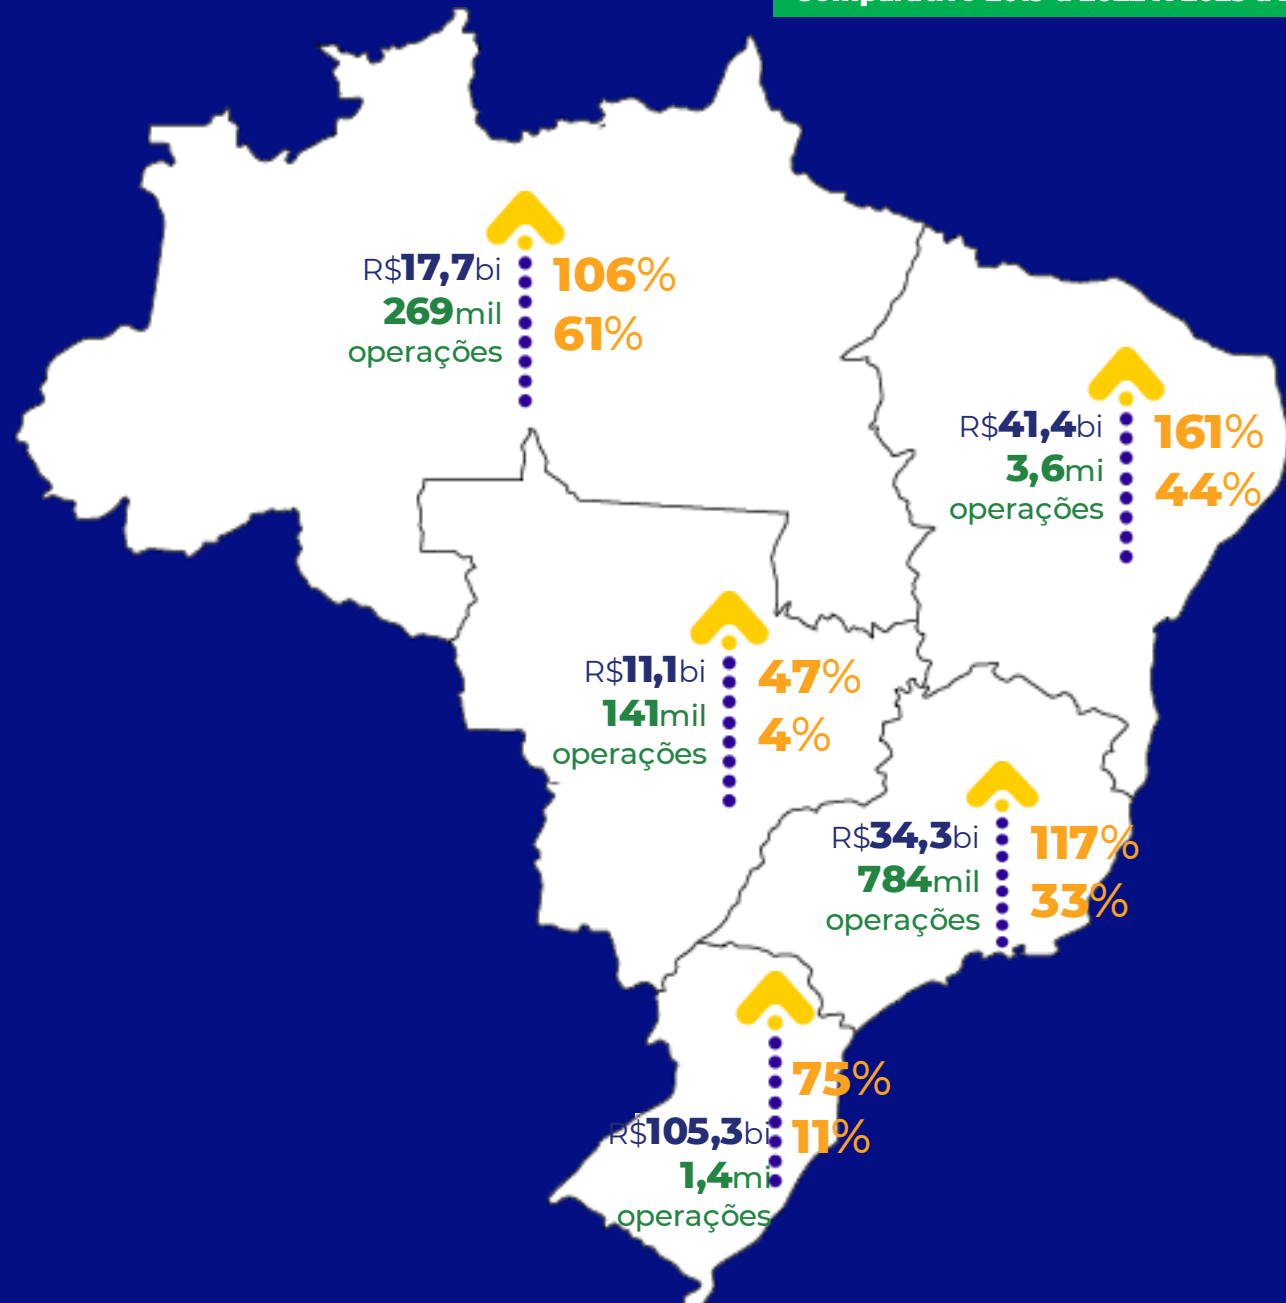 R$17,7bi
269mil
operações
106%
61%
R$41,4bi
3,6mi
operações
161%
44%
R$11,1bi
141mil
operações
47%
4%
R$34,3bi
784mil
operações
117%
33%
R$105,3bi
1,4mi
operações
75%
11%